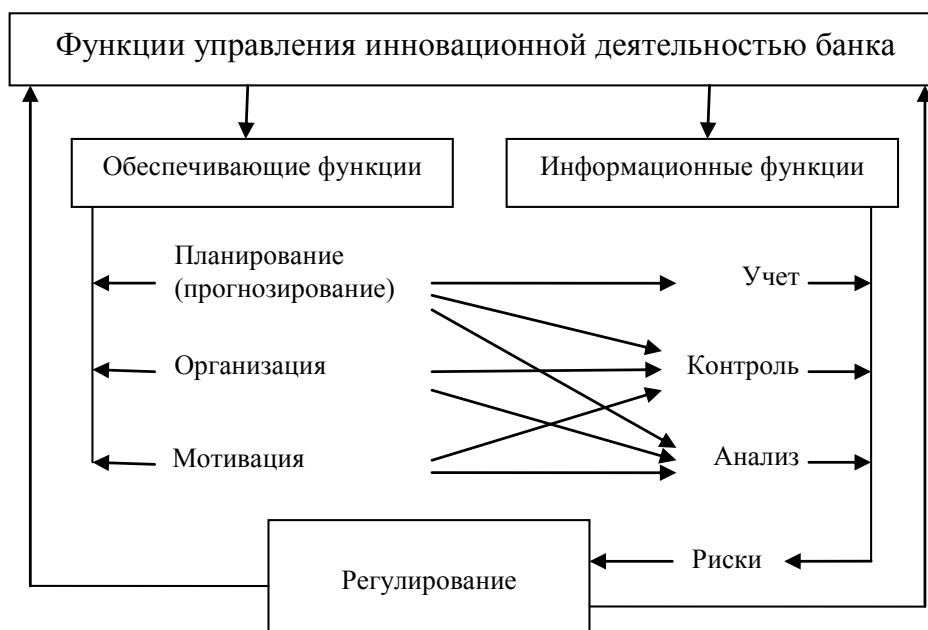 Функции управления инновационной деятельностью банка
Обеспечивающие функции
Информационные функции
Планирование
(прогнозирование)
Учет
Организация
Контроль
Мотивация
Анализ
Риски
Регулирование